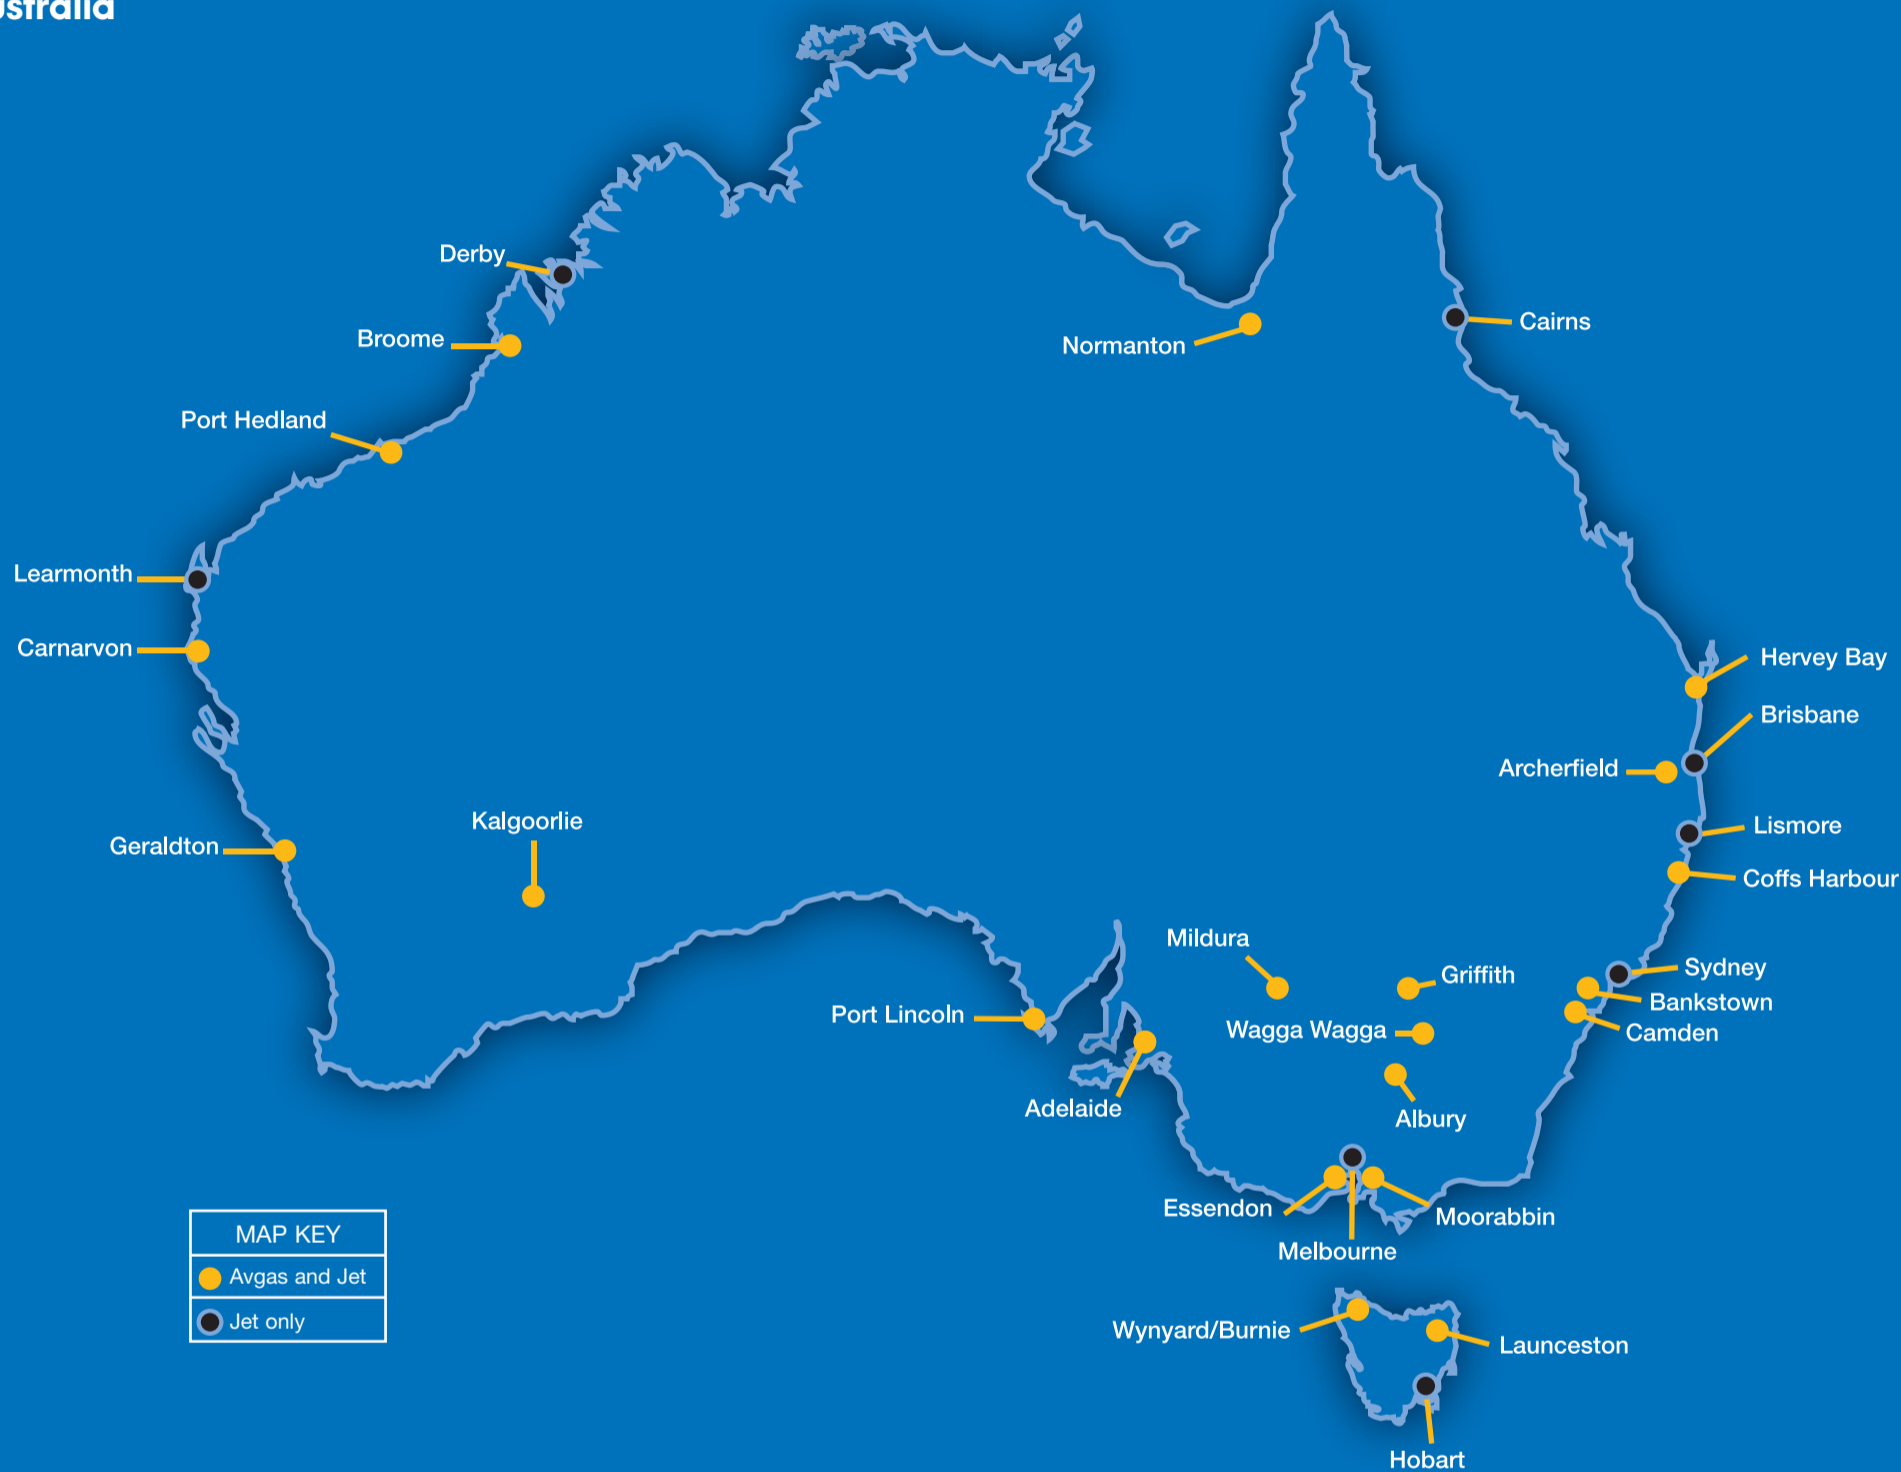 ustralia
Derby
Broome
Cairns
Normanton
Port Hedland
Learmonth
Carnarvon
Hervey Bay
Brisbane
Archerfield
Lismore
Kalgoorlie
Geraldton
Coffs Harbour
Mildura
Griffith
Sydney
Bankstown
Port Lincoln
Wagga Wagga
Camden
Adelaide
Albury
Essendon
Moorabbin
Melbourne
MAP KEY
Avgas and Jet
Jet only
Wynyard/Burnie
Launceston
Hobart